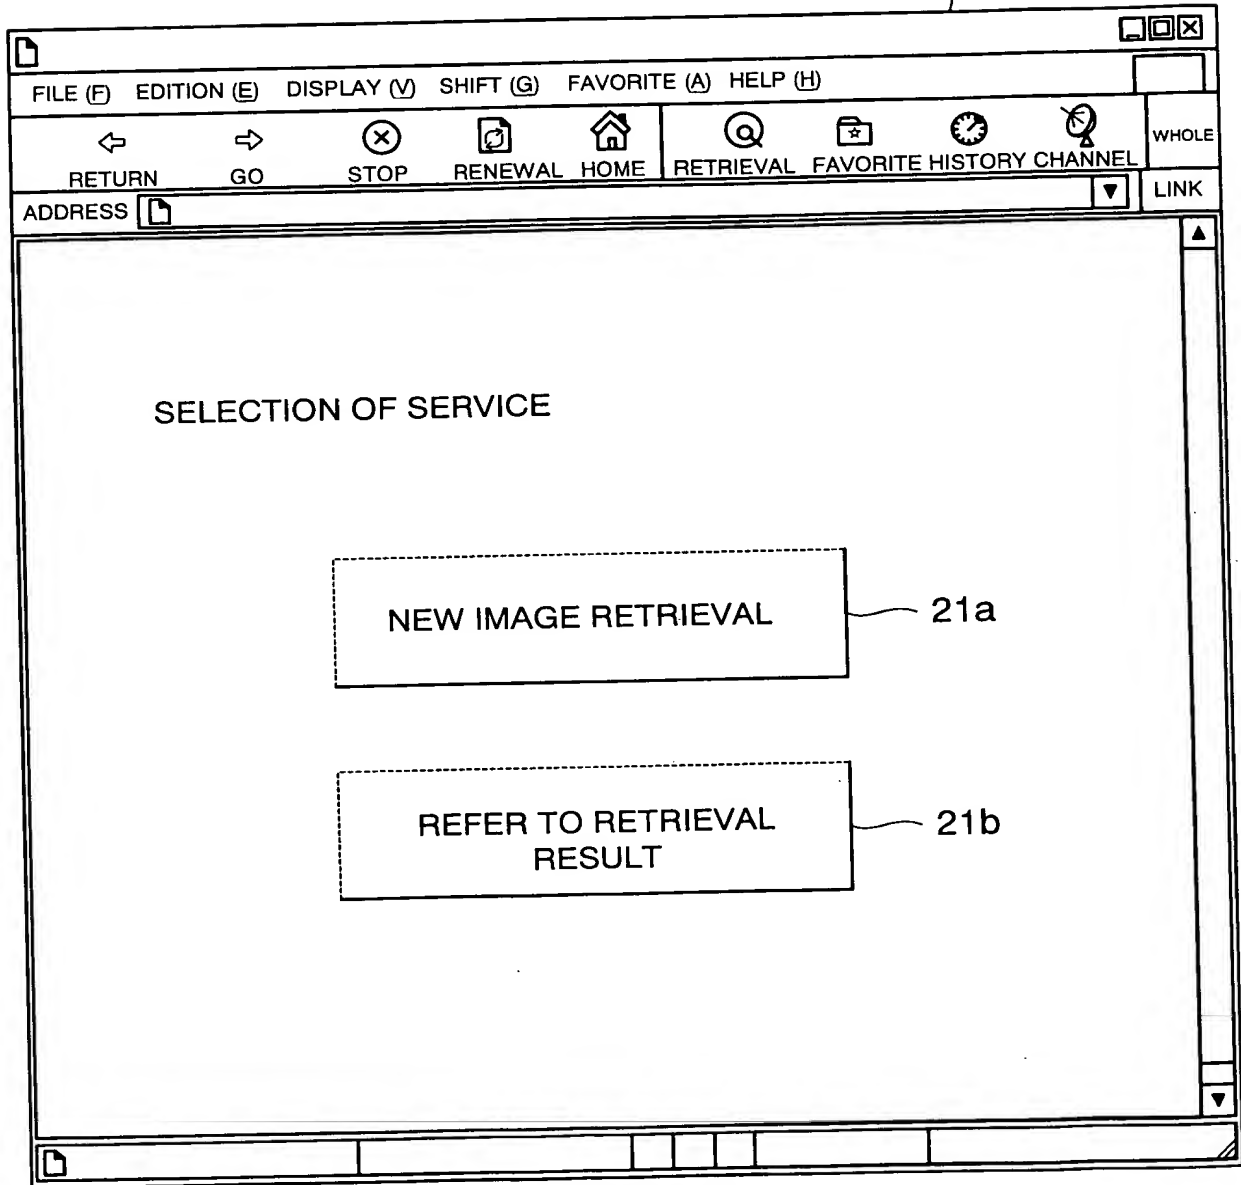 FILE (F) EDITION (E) DISPLAY (V) SHIFT (G) FAVORITE (A) HELP (H)
RETURN GO STOP RENEWAL HOME RETRIEVAL FAVORITE HISTORY CHANNEL WHOLE
ADDRESS LINK
SELECTION OF SERVICE
NEW IMAGE RETRIEVAL 21a
REFER TO RETRIEVAL
RESULT
21b